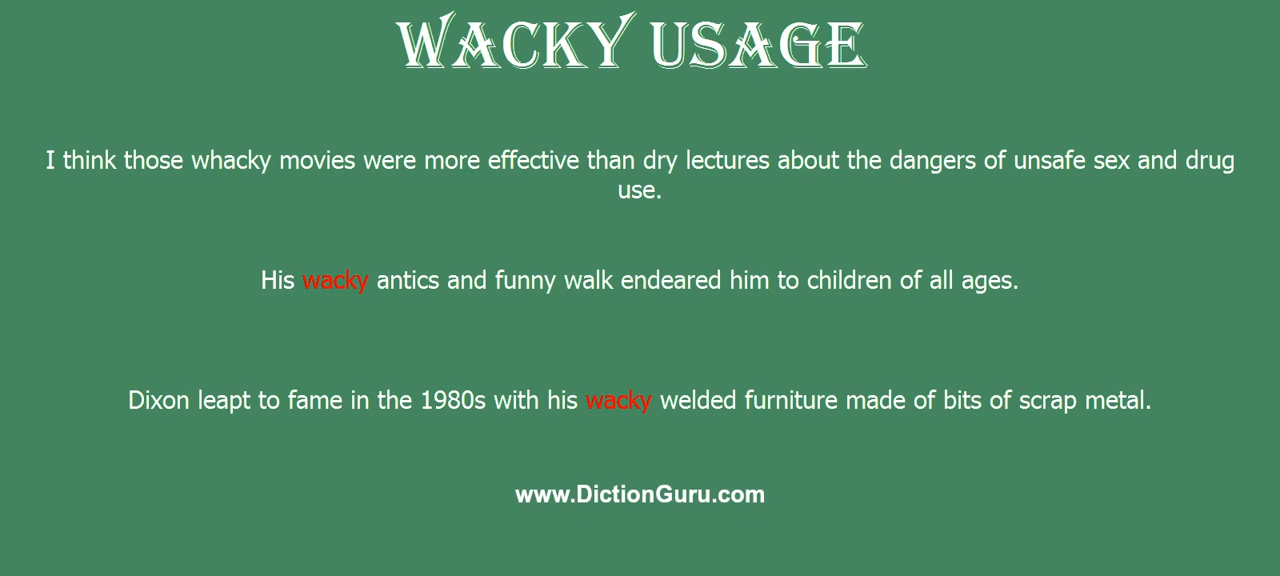 WACKY USAGE
I think those whacky movies were more effective than dry lectures about the dangers of unsafe sex and drug
use.
His wacky antics and funny walk endeared him to children of all ages.
Dixon leapt to fame in the 1980s with his wacky welded furniture made of bits of scrap metal.
www.DictionGuru.com